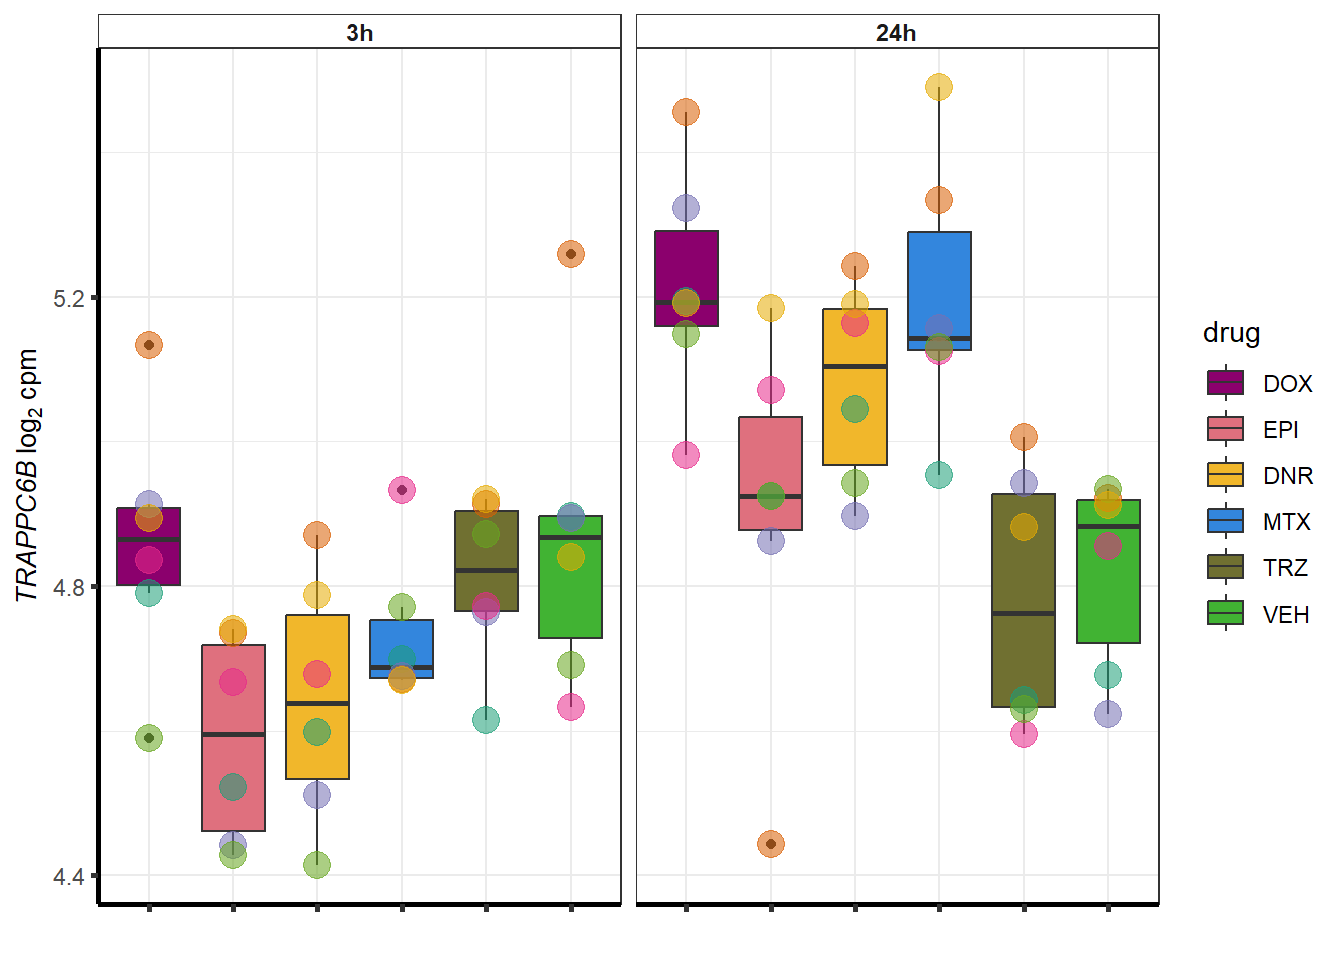 3h
24h
5.2
4.8
4.4
TRAPPC6B log₂ cpm
drug
DOX
EPI
DNR
MTX
TRZ
VEH